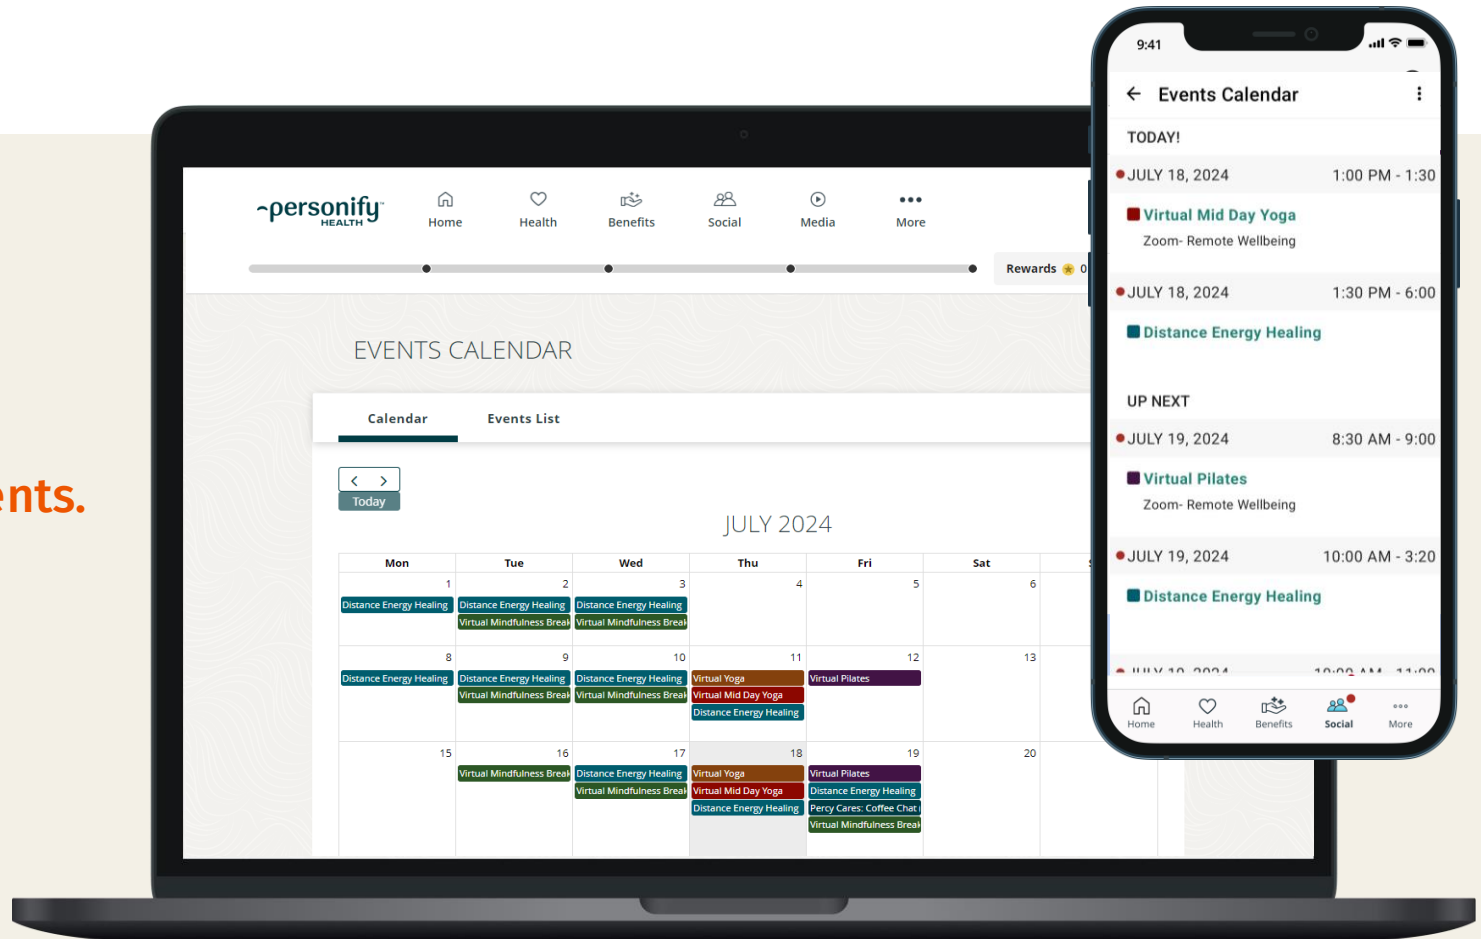 ents.
~personify™
HEALTH
Home
Health
Benefits
Social
Media
More
Rewards 0
EVENTS CALENDAR
Calendar
Events List
< >
Today
JULY 2024
Mon Tue Wed Thu Fri Sat
1 2 3 4 5 6
Distance Energy Healing Distance Energy Healing Distance Energy Healing
Virtual Mindfulness Break Virtual Mindfulness Break
8 9 10 11 12 13
Distance Energy Healing Distance Energy Healing Distance Energy Healing Virtual Yoga Virtual Pilates
Virtual Mindfulness Break Virtual Mindfulness Break Virtual Mid Day Yoga
Distance Energy Healing
15 16 17 18 19 20
Virtual Mindfulness Break Distance Energy Healing Virtual Yoga Virtual Pilates
Virtual Mindfulness Break Virtual Mid Day Yoga Distance Energy Healing
Distance Energy Healing Percy Cares: Coffee Chat
Virtual Mindfulness Break
9:41
← Events Calendar
TODAY!
JULY 18, 2024 1:00 PM - 1:30
Virtual Mid Day Yoga
Zoom- Remote Wellbeing
JULY 18, 2024 1:30 PM - 6:00
Distance Energy Healing
UP NEXT
JULY 19, 2024 8:30 AM - 9:00
Virtual Pilates
Zoom- Remote Wellbeing
JULY 19, 2024 10:00 AM - 3:20
Distance Energy Healing
Home Health Benefits Social More